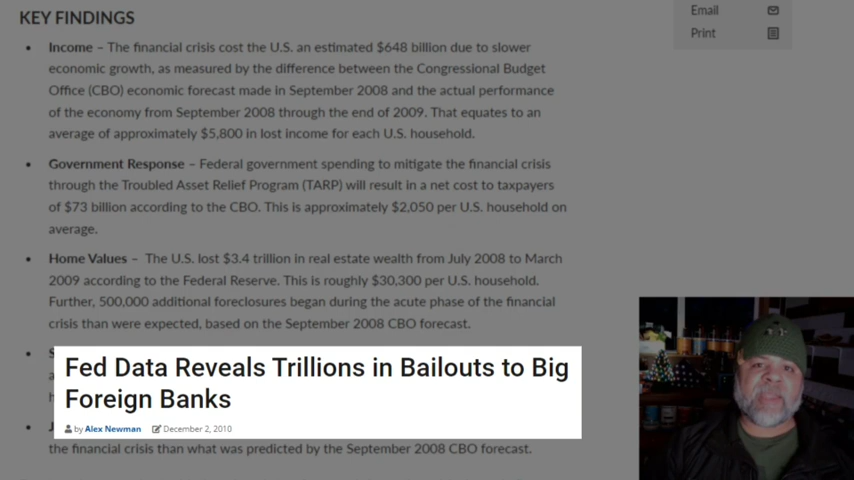 KEY FINDINGS
Email
Print
• Income – The financial crisis cost the U.S. an estimated $648 billion due to slower
economic growth, as measured by the difference between the Congressional Budget
Office (CBO) economic forecast made in September 2008 and the actual performance
of the economy from September 2008 through the end of 2009. That equates to an
average of approximately $5,800 in lost income for each U.S. household.
• Government Response – Federal government spending to mitigate the financial crisis
through the Troubled Asset Relief Program (TARP) will result in a net cost to taxpayers
of $73 billion according to the CBO. This is approximately $2,050 per U.S. household on
average.
• Home Values – The U.S. lost $3.4 trillion in real estate wealth from July 2008 to March
2009 according to the Federal Reserve. This is roughly $30,300 per U.S. household.
Further, 500,000 additional foreclosures began during the acute phase of the financial
crisis than were expected, based on the September 2008 CBO forecast.
Fed Data Reveals Trillions in Bailouts to Big
Foreign Banks
by Alex Newman December 2, 2010
the financial crisis than what was predicted by the September 2008 CBO forecast.